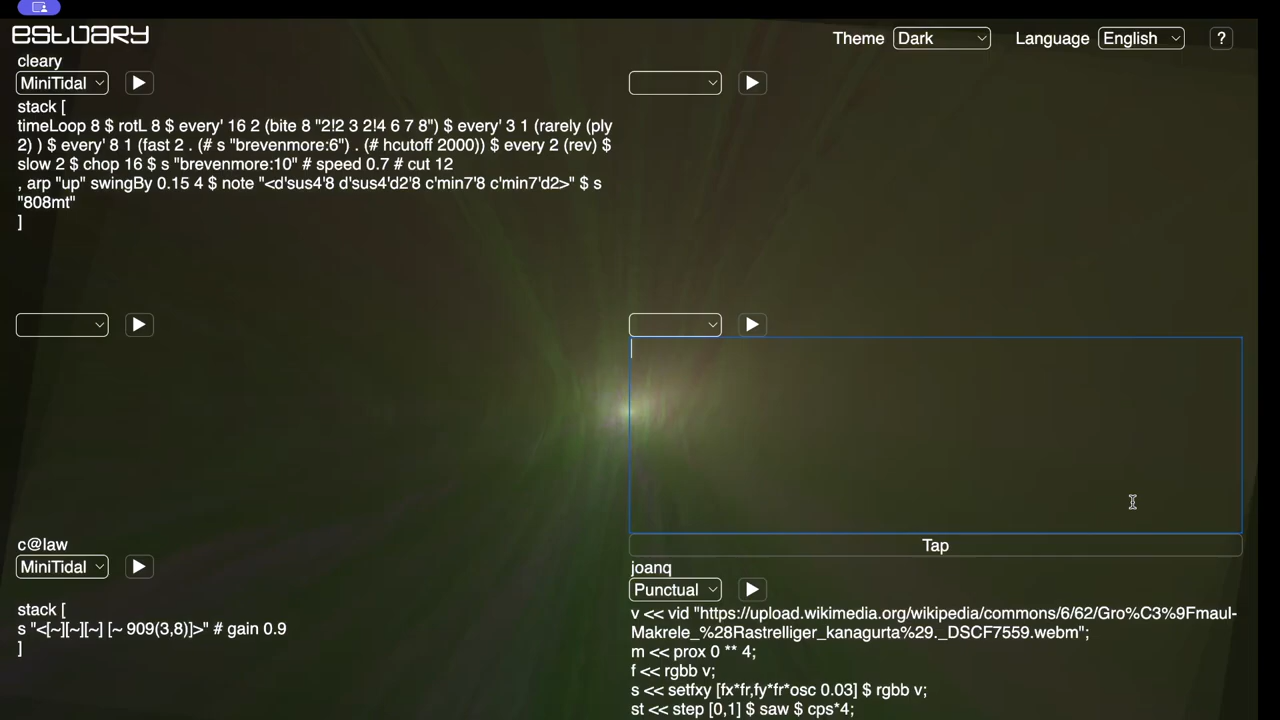 estuary
Theme Dark Language English ?
cleary
MiniTidal
stack [
timeLoop 8 $ rotL 8 $ every' 16 2 (bite 8 "2!2 3 2!4 6 7 8") $ every' 3 1 (rarely (ply
2) ) $ every' 8 1 (fast 2 . (# s "brevenmore:6") . (# hcutoff 2000)) $ every 2 (rev) $
slow 2 $ chop 16 $ s "brevenmore:10" # speed 0.7 # cut 12
, arp "up" swingBy 0.15 4 $ note "<d'sus4'8 d'sus4'd2'8 c'min7'8 c'min7'd2>" $ s
"808mt"
]
c@law
MiniTidal
stack [
s "<[~][~][~] [~ 909(3,8)]>" # gain 0.9
]
Tap
joanq
Punctual
v << vid "https://upload.wikimedia.org/wikipedia/commons/6/62/Gro%C3%9Fmaul-
Makrele_%28Rastrelliger_kanagurta%29._DSCF7559.webm";
m << prox 0 ** 4;
f << rgbb v;
s << setfxy [fx*fr,fy*fr*osc 0.03] $ rgbb v;
st << step [0,1] $ saw $ cps*4;